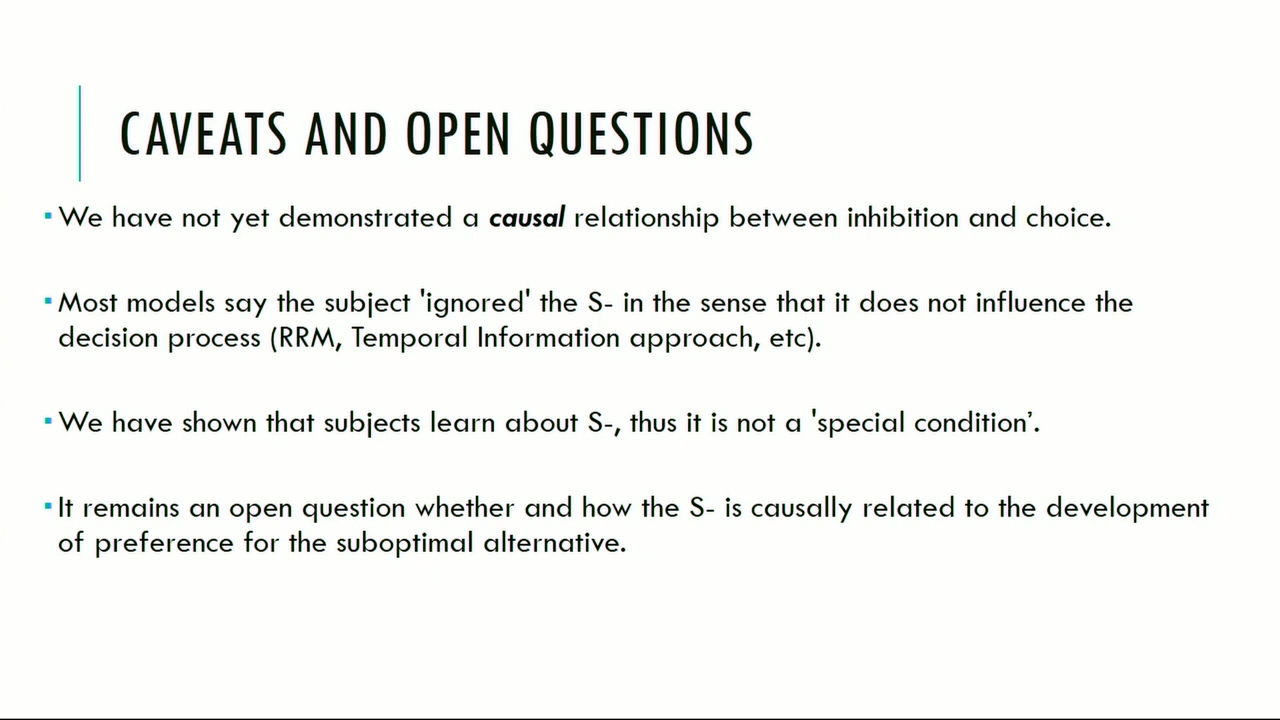 CAVEATS AND OPEN QUESTIONS
▪ We have not yet demonstrated a causal relationship between inhibition and choice.
▪ Most models say the subject 'ignored' the S- in the sense that it does not influence the
decision process (RRM, Temporal Information approach, etc).
▪ We have shown that subjects learn about S-, thus it is not a 'special condition’.
▪ It remains an open question whether and how the S- is causally related to the development
of preference for the suboptimal alternative.